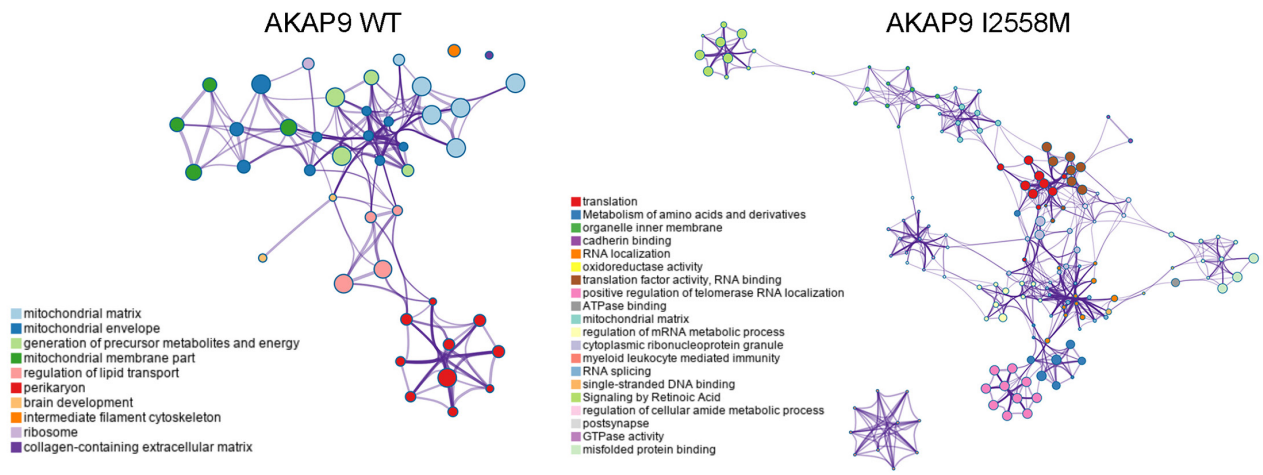 AKAP9 WT
mitochondrial matrix
mitochondrial envelope
generation of precursor metabolites and energy
mitochondrial membrane part
regulation of lipid transport
perikaryon
brain development
intermediate filament cytoskeleton
ribosome
collagen-containing extracellular matrix
AKAP9 I2558M
translation
Metabolism of amino acids and derivatives
organelle inner membrane
cadherin binding
RNA localization
oxidoreductase activity
translation factor activity, RNA binding
positive regulation of telomerase RNA localization
ATPase binding
mitochondrial matrix
regulation of mRNA metabolic process
cytoplasmic ribonucleoprotein granule
myeloid leukocyte mediated immunity
RNA splicing
single-stranded DNA binding
Signaling by Retinoic Acid
regulation of cellular amide metabolic process
postsynapse
GTPase activity
misfolded protein binding